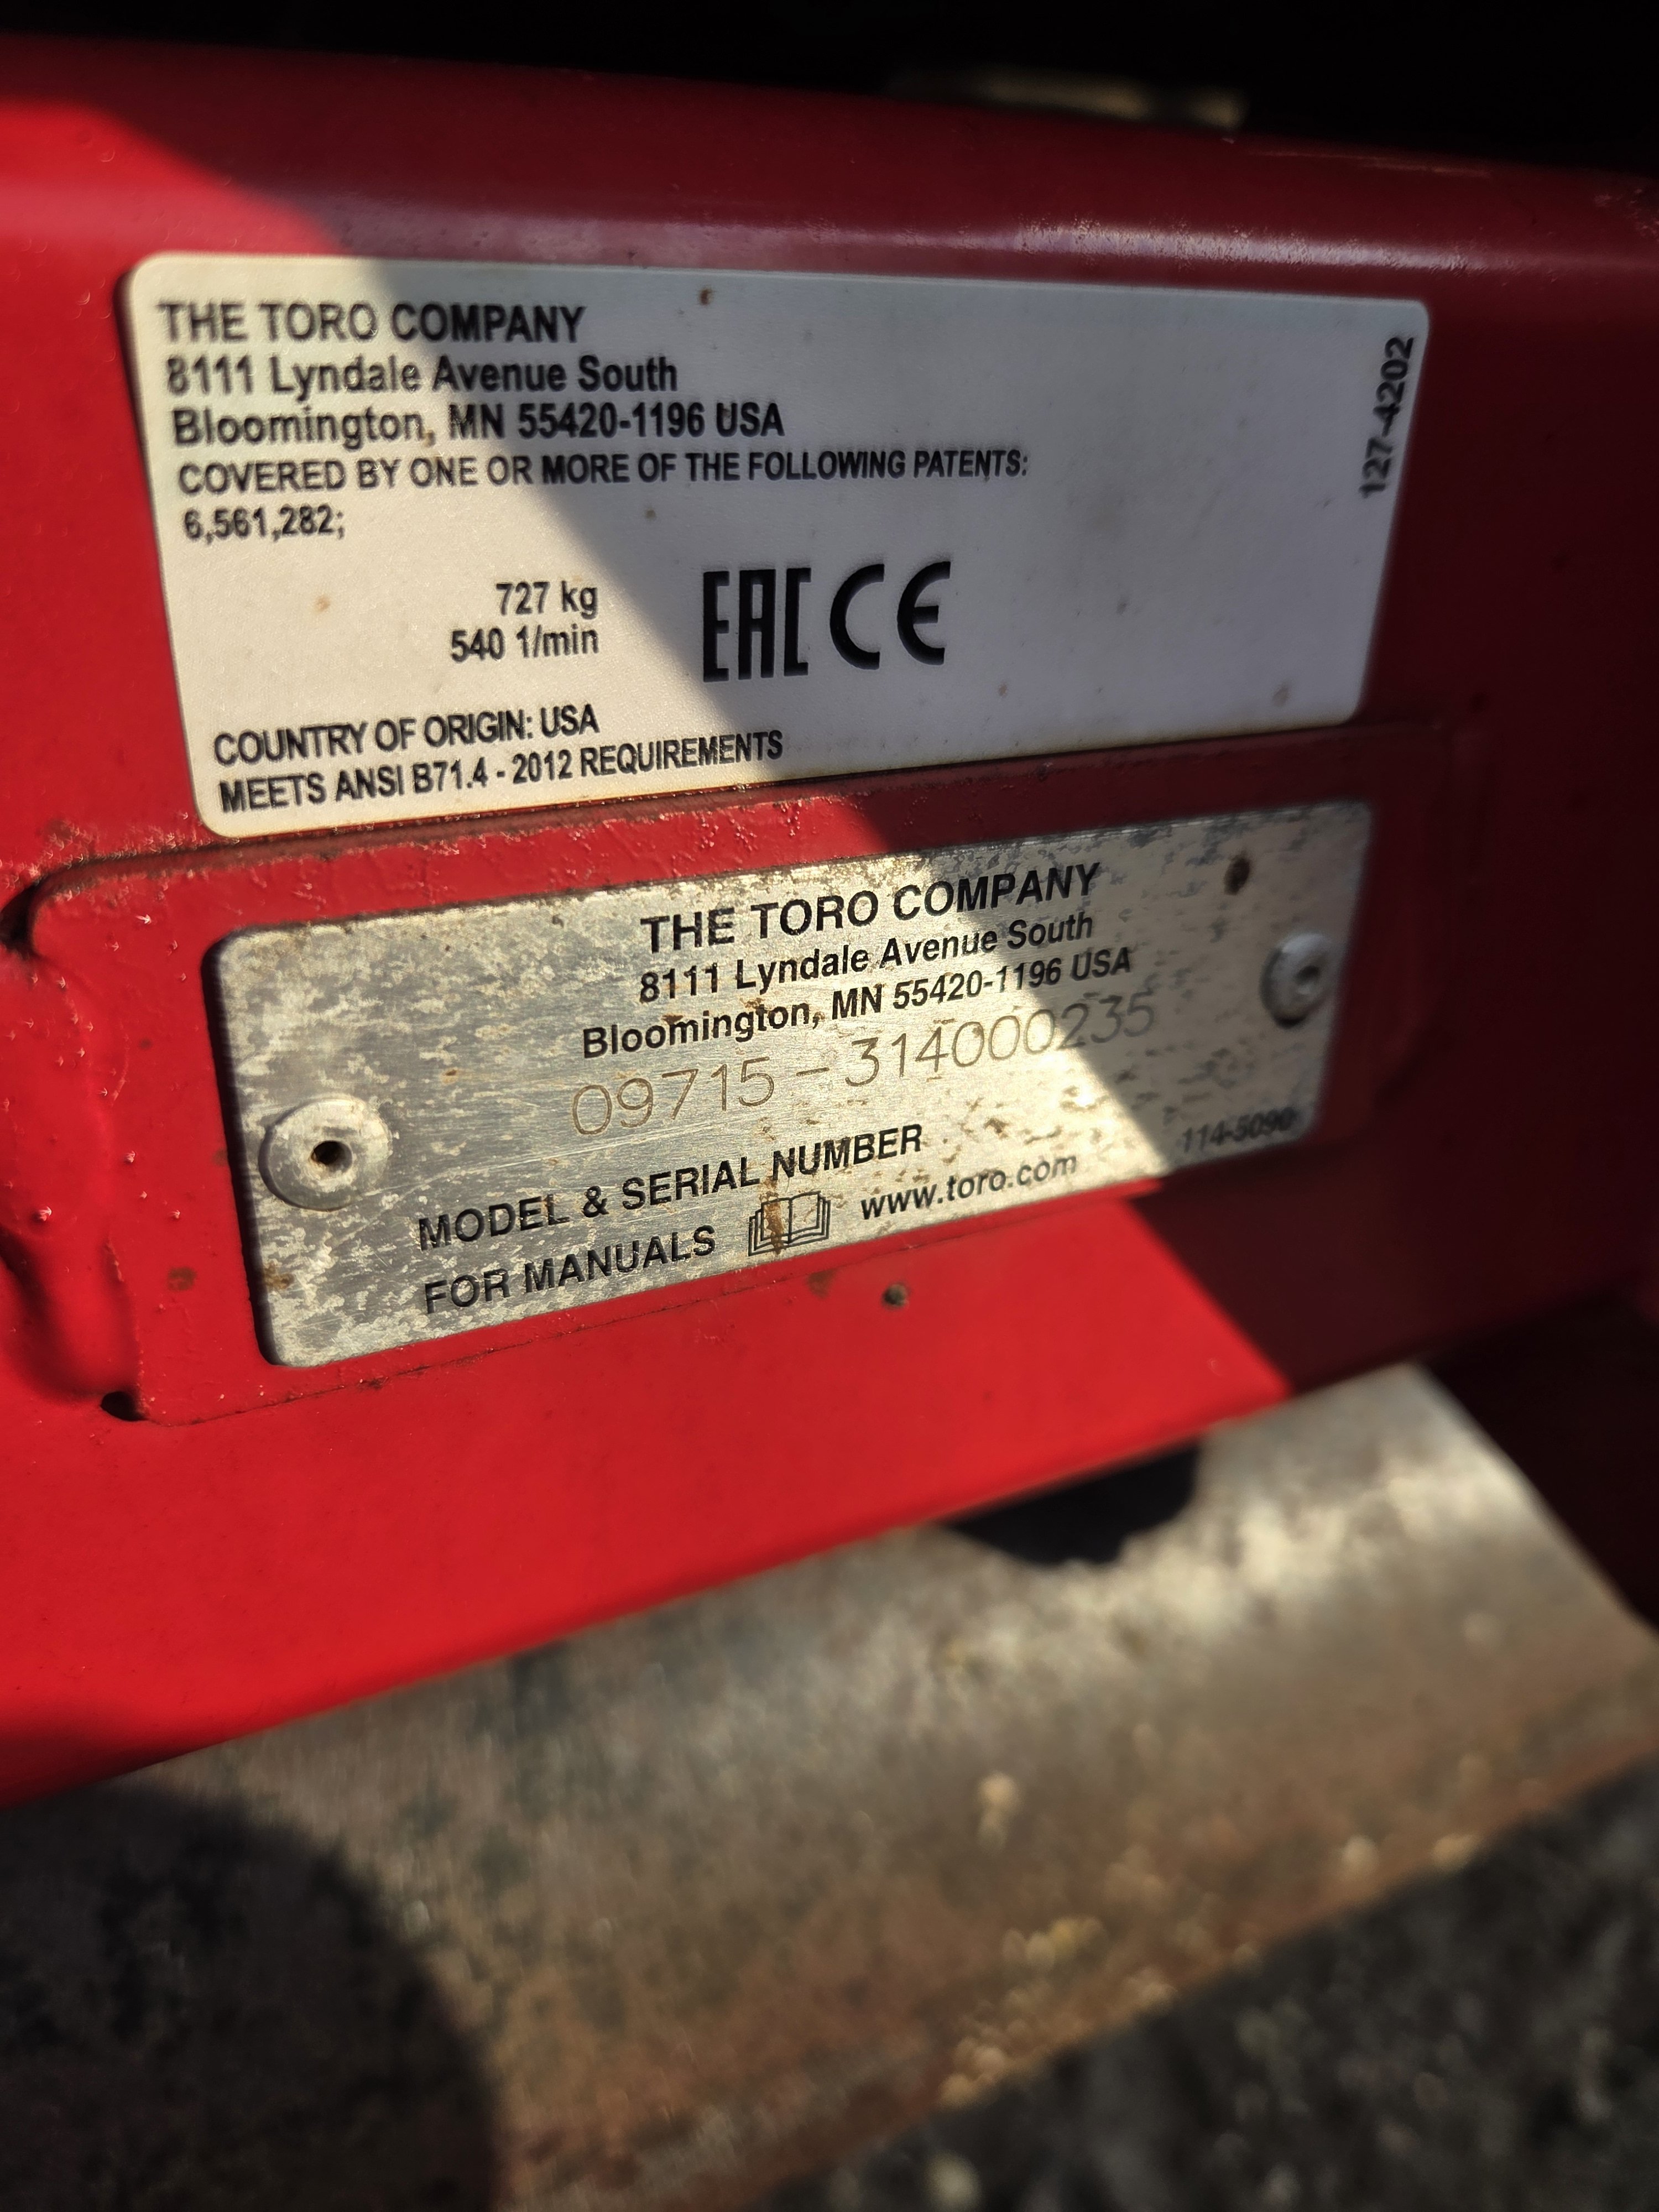 THE TORO COMPANY
8111 Lyndale Avenue South
Bloomington, MN 55420-1196 USA
COVERED BY ONE OR MORE OF THE FOLLOWING PATENTS:
6,561,282;
727 kg
540 1/min
EAC CE
COUNTRY OF ORIGIN: USA
MEETS ANSI B71.4 - 2012 REQUIREMENTS
127-4202
THE TORO COMPANY
8111 Lyndale Avenue South
Bloomington, MN 55420-1196 USA
09715-314000235
MODEL & SERIAL NUMBER
114-5090
FOR MANUALS www.toro.com